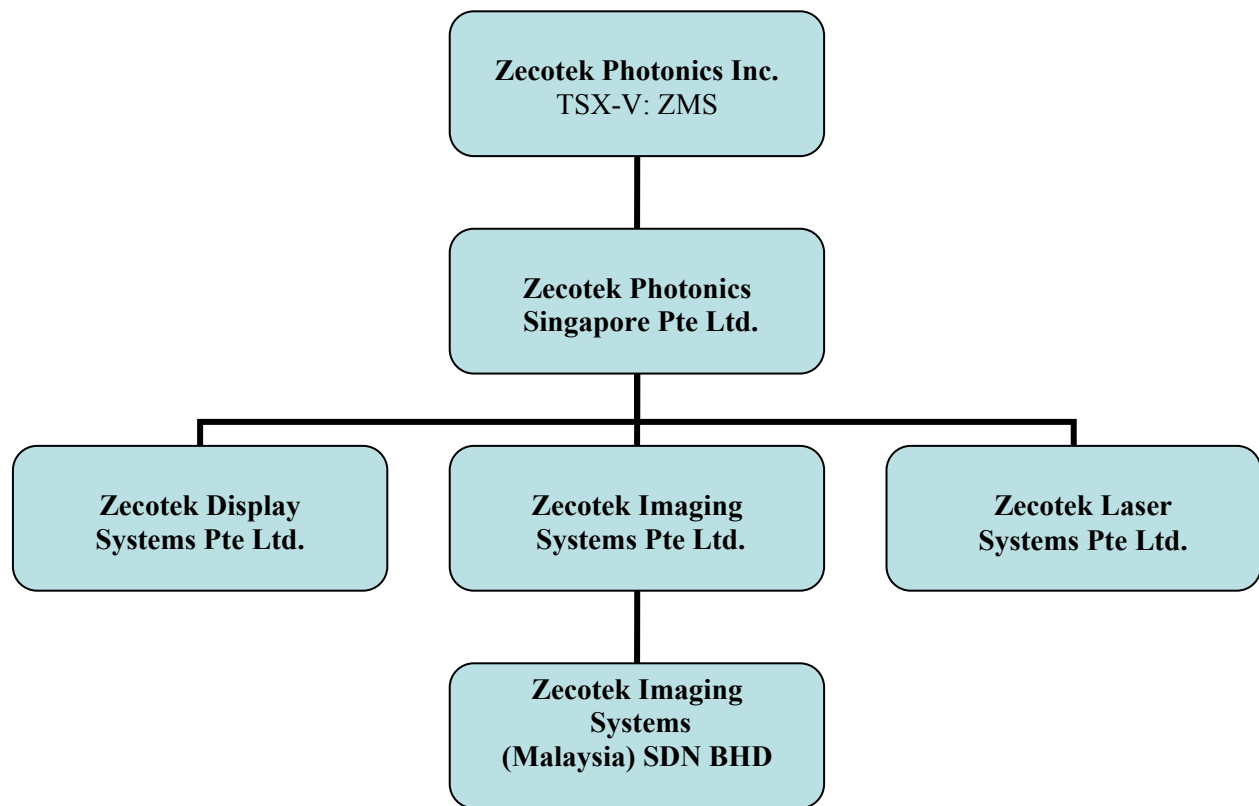 Zecotek Photonics Inc.
TSX-V: ZMS
Zecotek Photonics
Singapore Pte Ltd.
Zecotek Display
Systems Pte Ltd.
Zecotek Imaging
Systems Pte Ltd.
Zecotek Laser
Systems Pte Ltd.
Zecotek Imaging
Systems
(Malaysia) SDN BHD